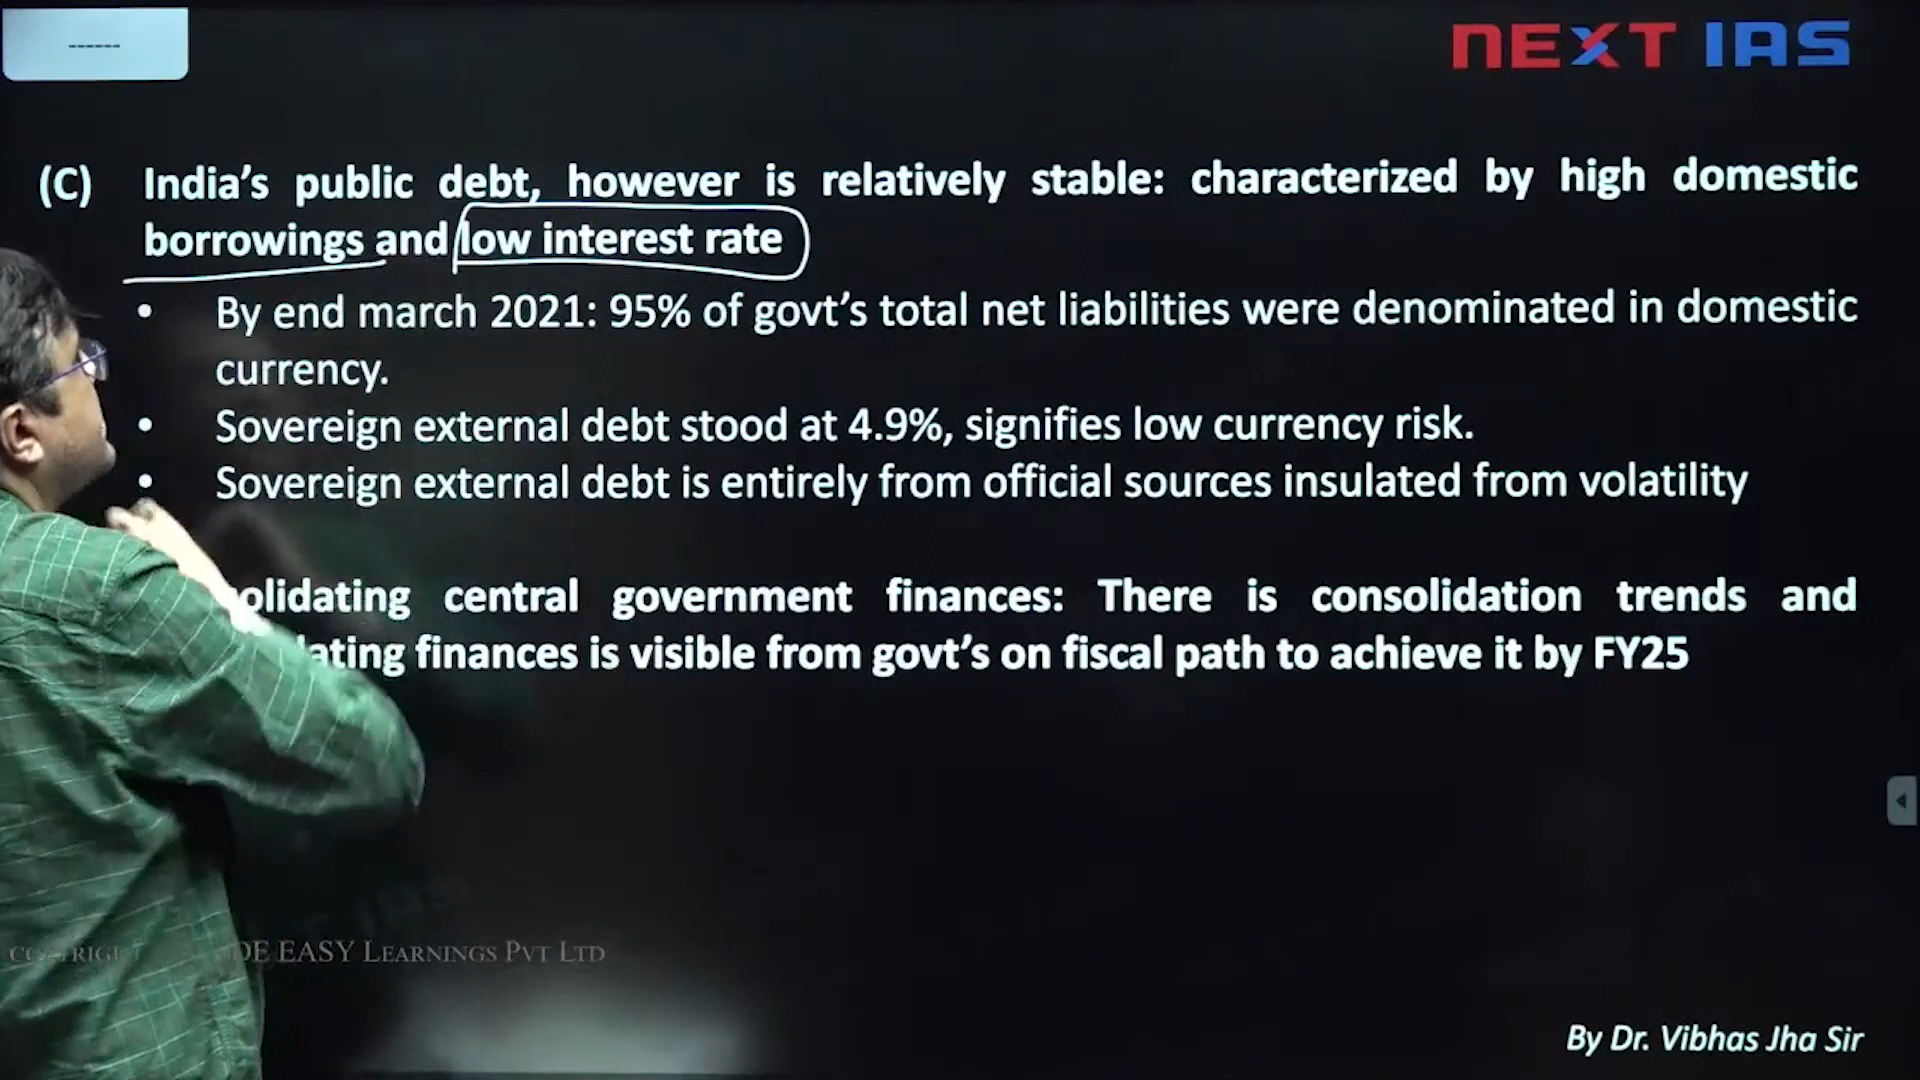 ------
NEXT IAS
(C) India's public debt, however is relatively stable: characterized by high domestic
borrowings and low interest rate
• By end march 2021: 95% of govt's total net liabilities were denominated in domestic
currency.
• Sovereign external debt stood at 4.9%, signifies low currency risk.
• Sovereign external debt is entirely from official sources insulated from volatility
central government finances: There is consolidation trends and
finances is visible from govt's on fiscal path to achieve it by FY25
EASY LEARNINGS PVT LTD
By Dr. Vibhas Jha Sir